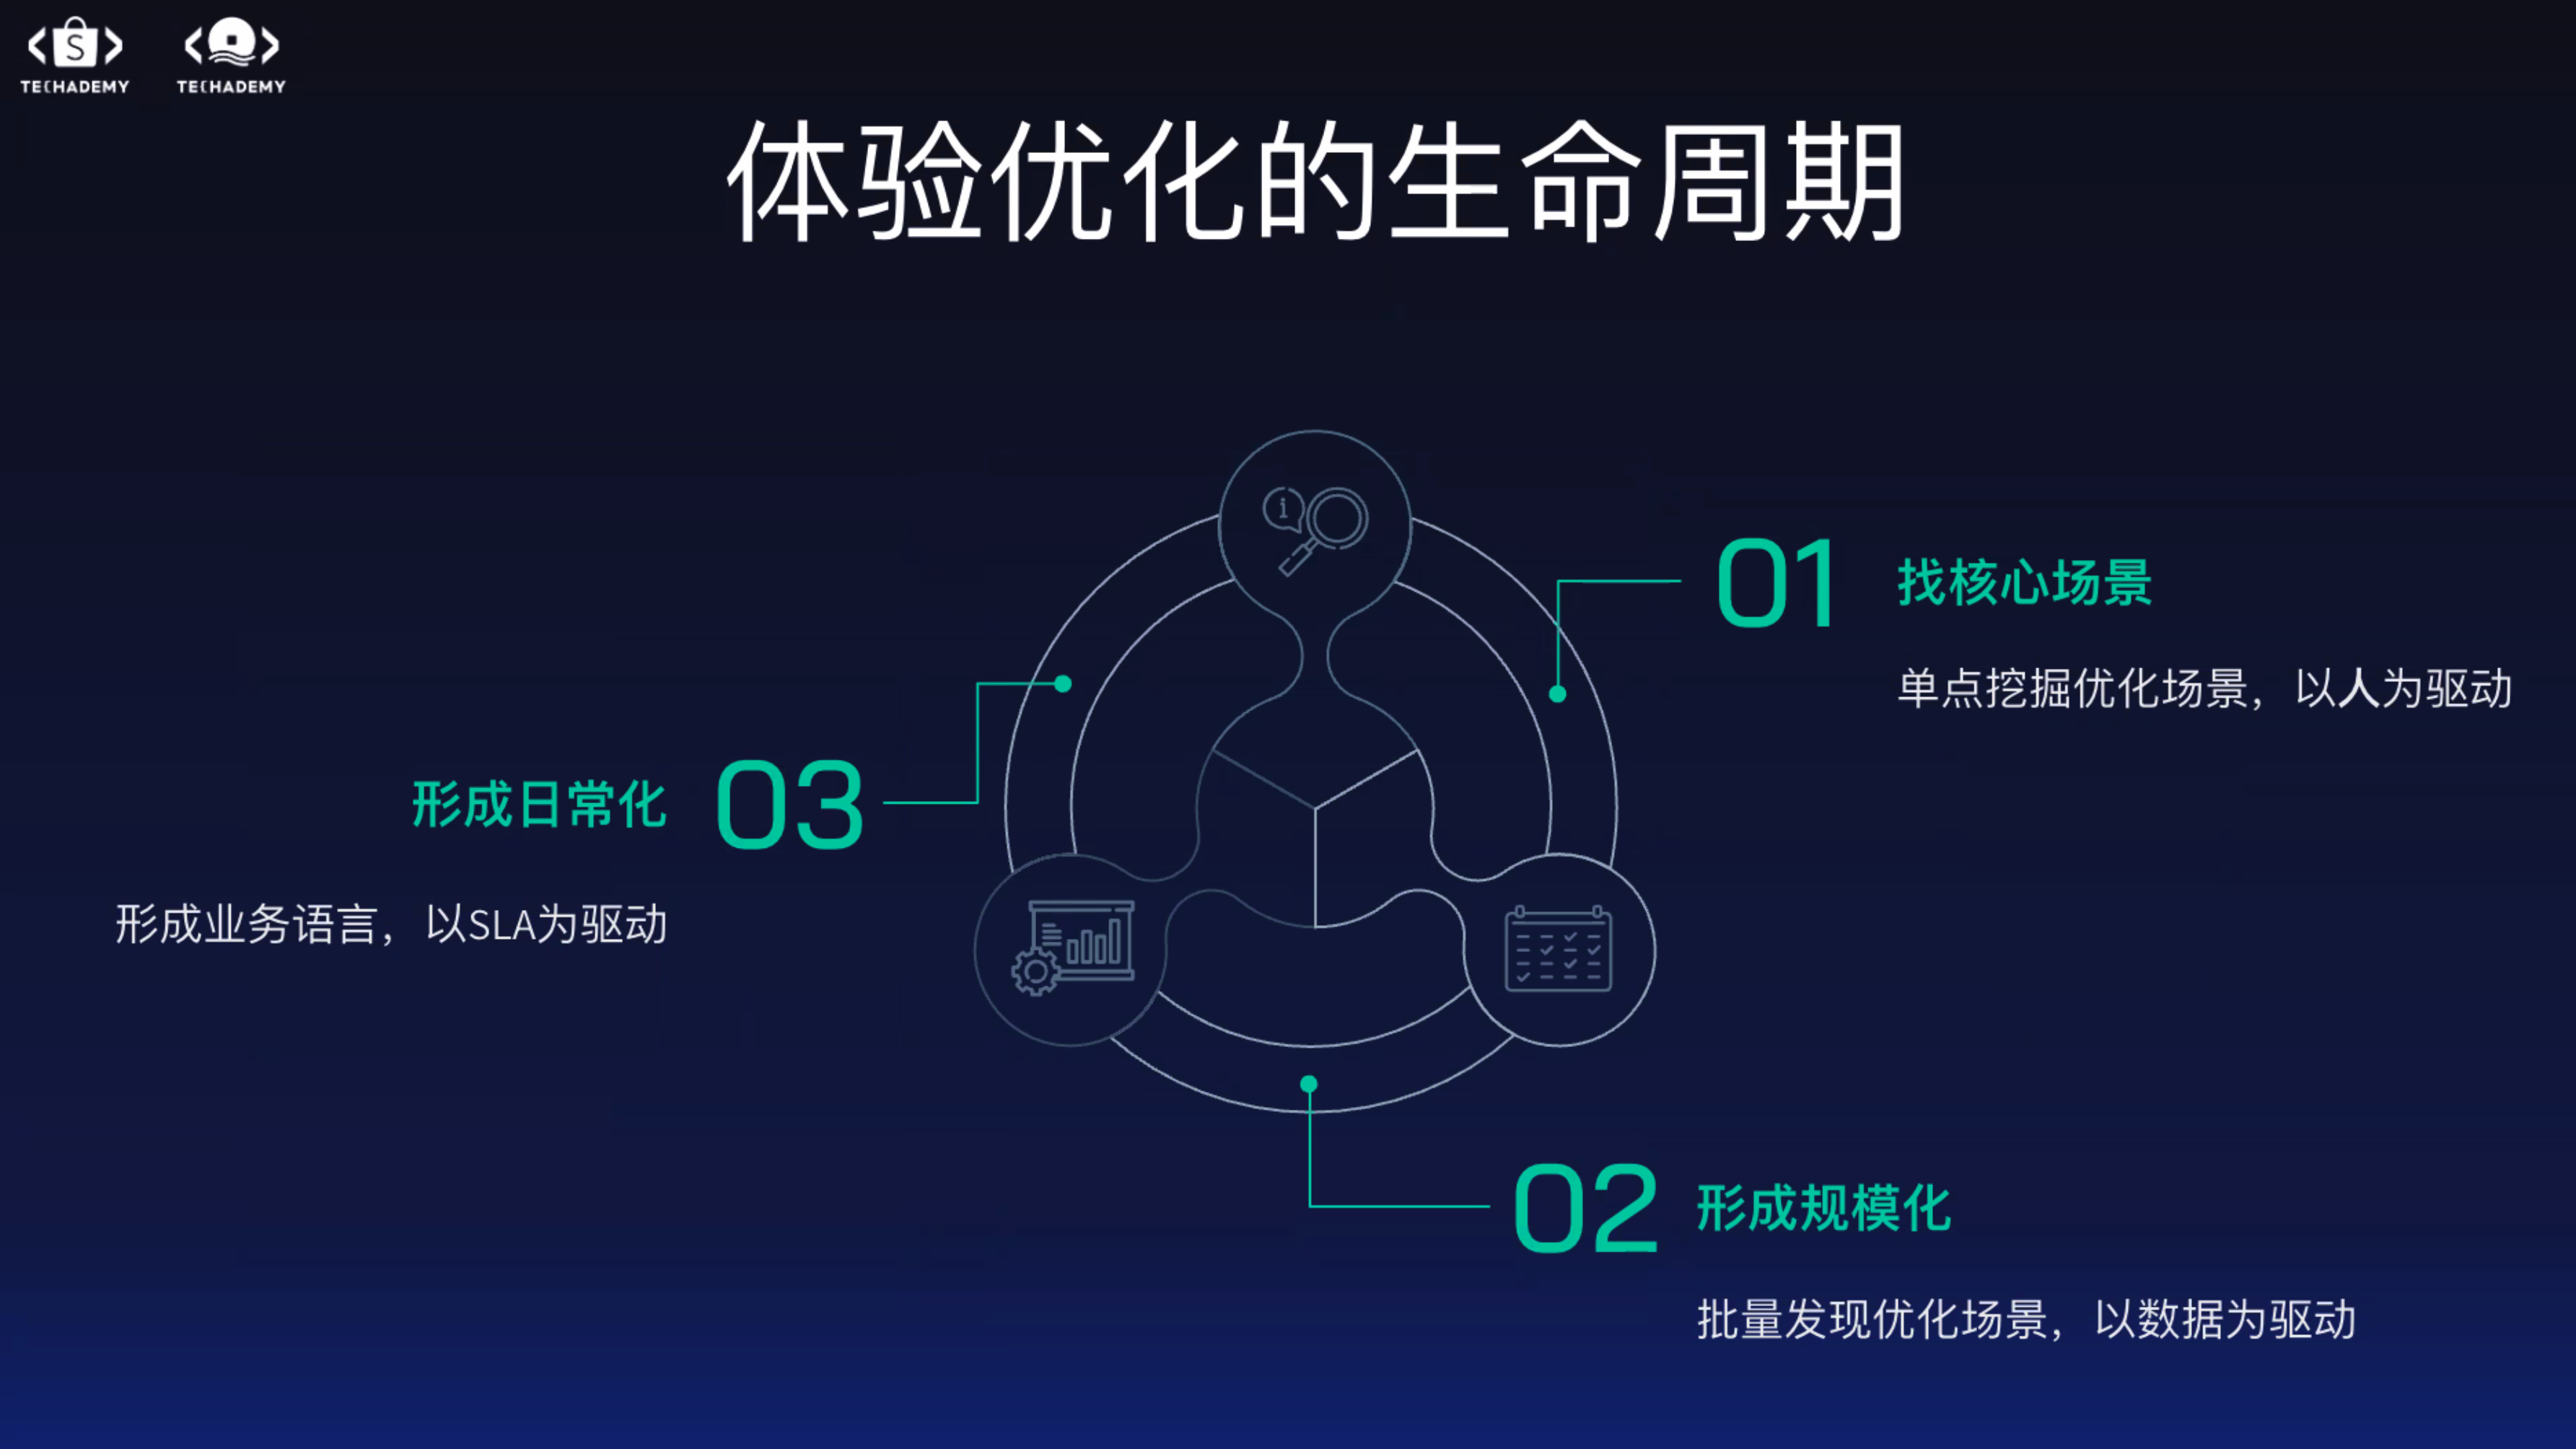 TECHADEMY TECHADEMY
体验优化的生命周期
01 找核心场景
单点挖掘优化场景，以人为驱动
03 形成日常化
形成业务语言，以SLA为驱动
02 形成规模化
批量发现优化场景，以数据为驱动